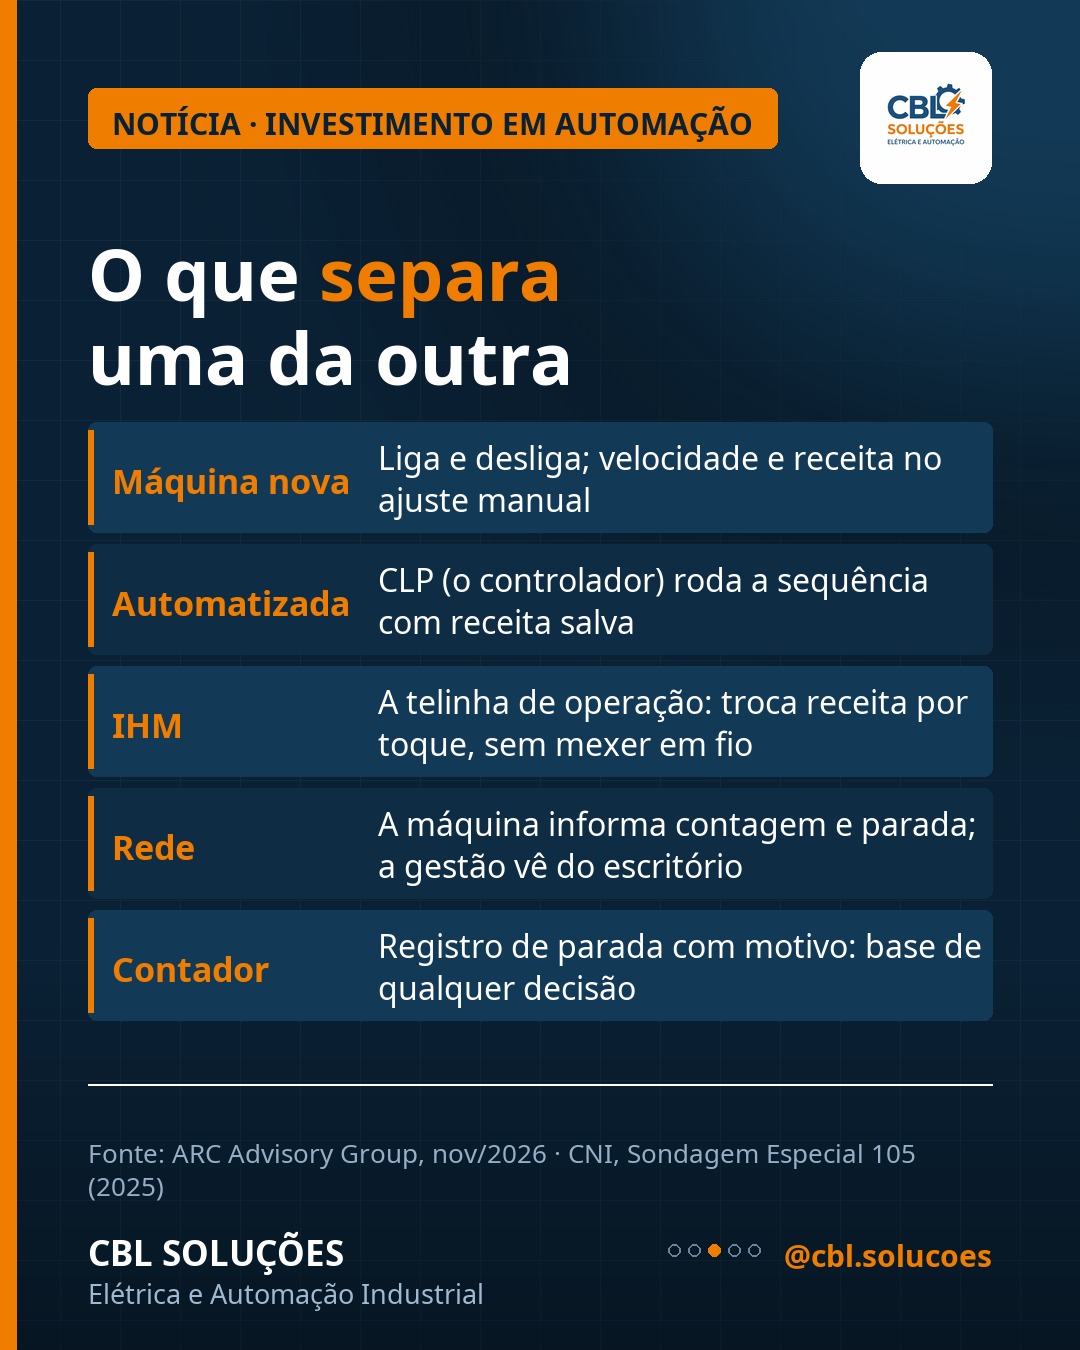 NOTÍCIA · INVESTIMENTO EM AUTOMAÇÃO
CBL
SOLUÇÕES
ELÉTRICA E AUTOMAÇÃO
O que separa
uma da outra
Máquina nova
Liga e desliga; velocidade e receita no
ajuste manual
Automatizada
CLP (o controlador) roda a sequência
com receita salva
IHM
A telinha de operação: troca receita por
toque, sem mexer em fio
Rede
A máquina informa contagem e parada;
a gestão vê do escritório
Contador
Registro de parada com motivo: base de
qualquer decisão
Fonte: ARC Advisory Group, nov/2026 · CNI, Sondagem Especial 105
(2025)
CBL SOLUÇÕES
@cbl.solucoes
Elétrica e Automação Industrial